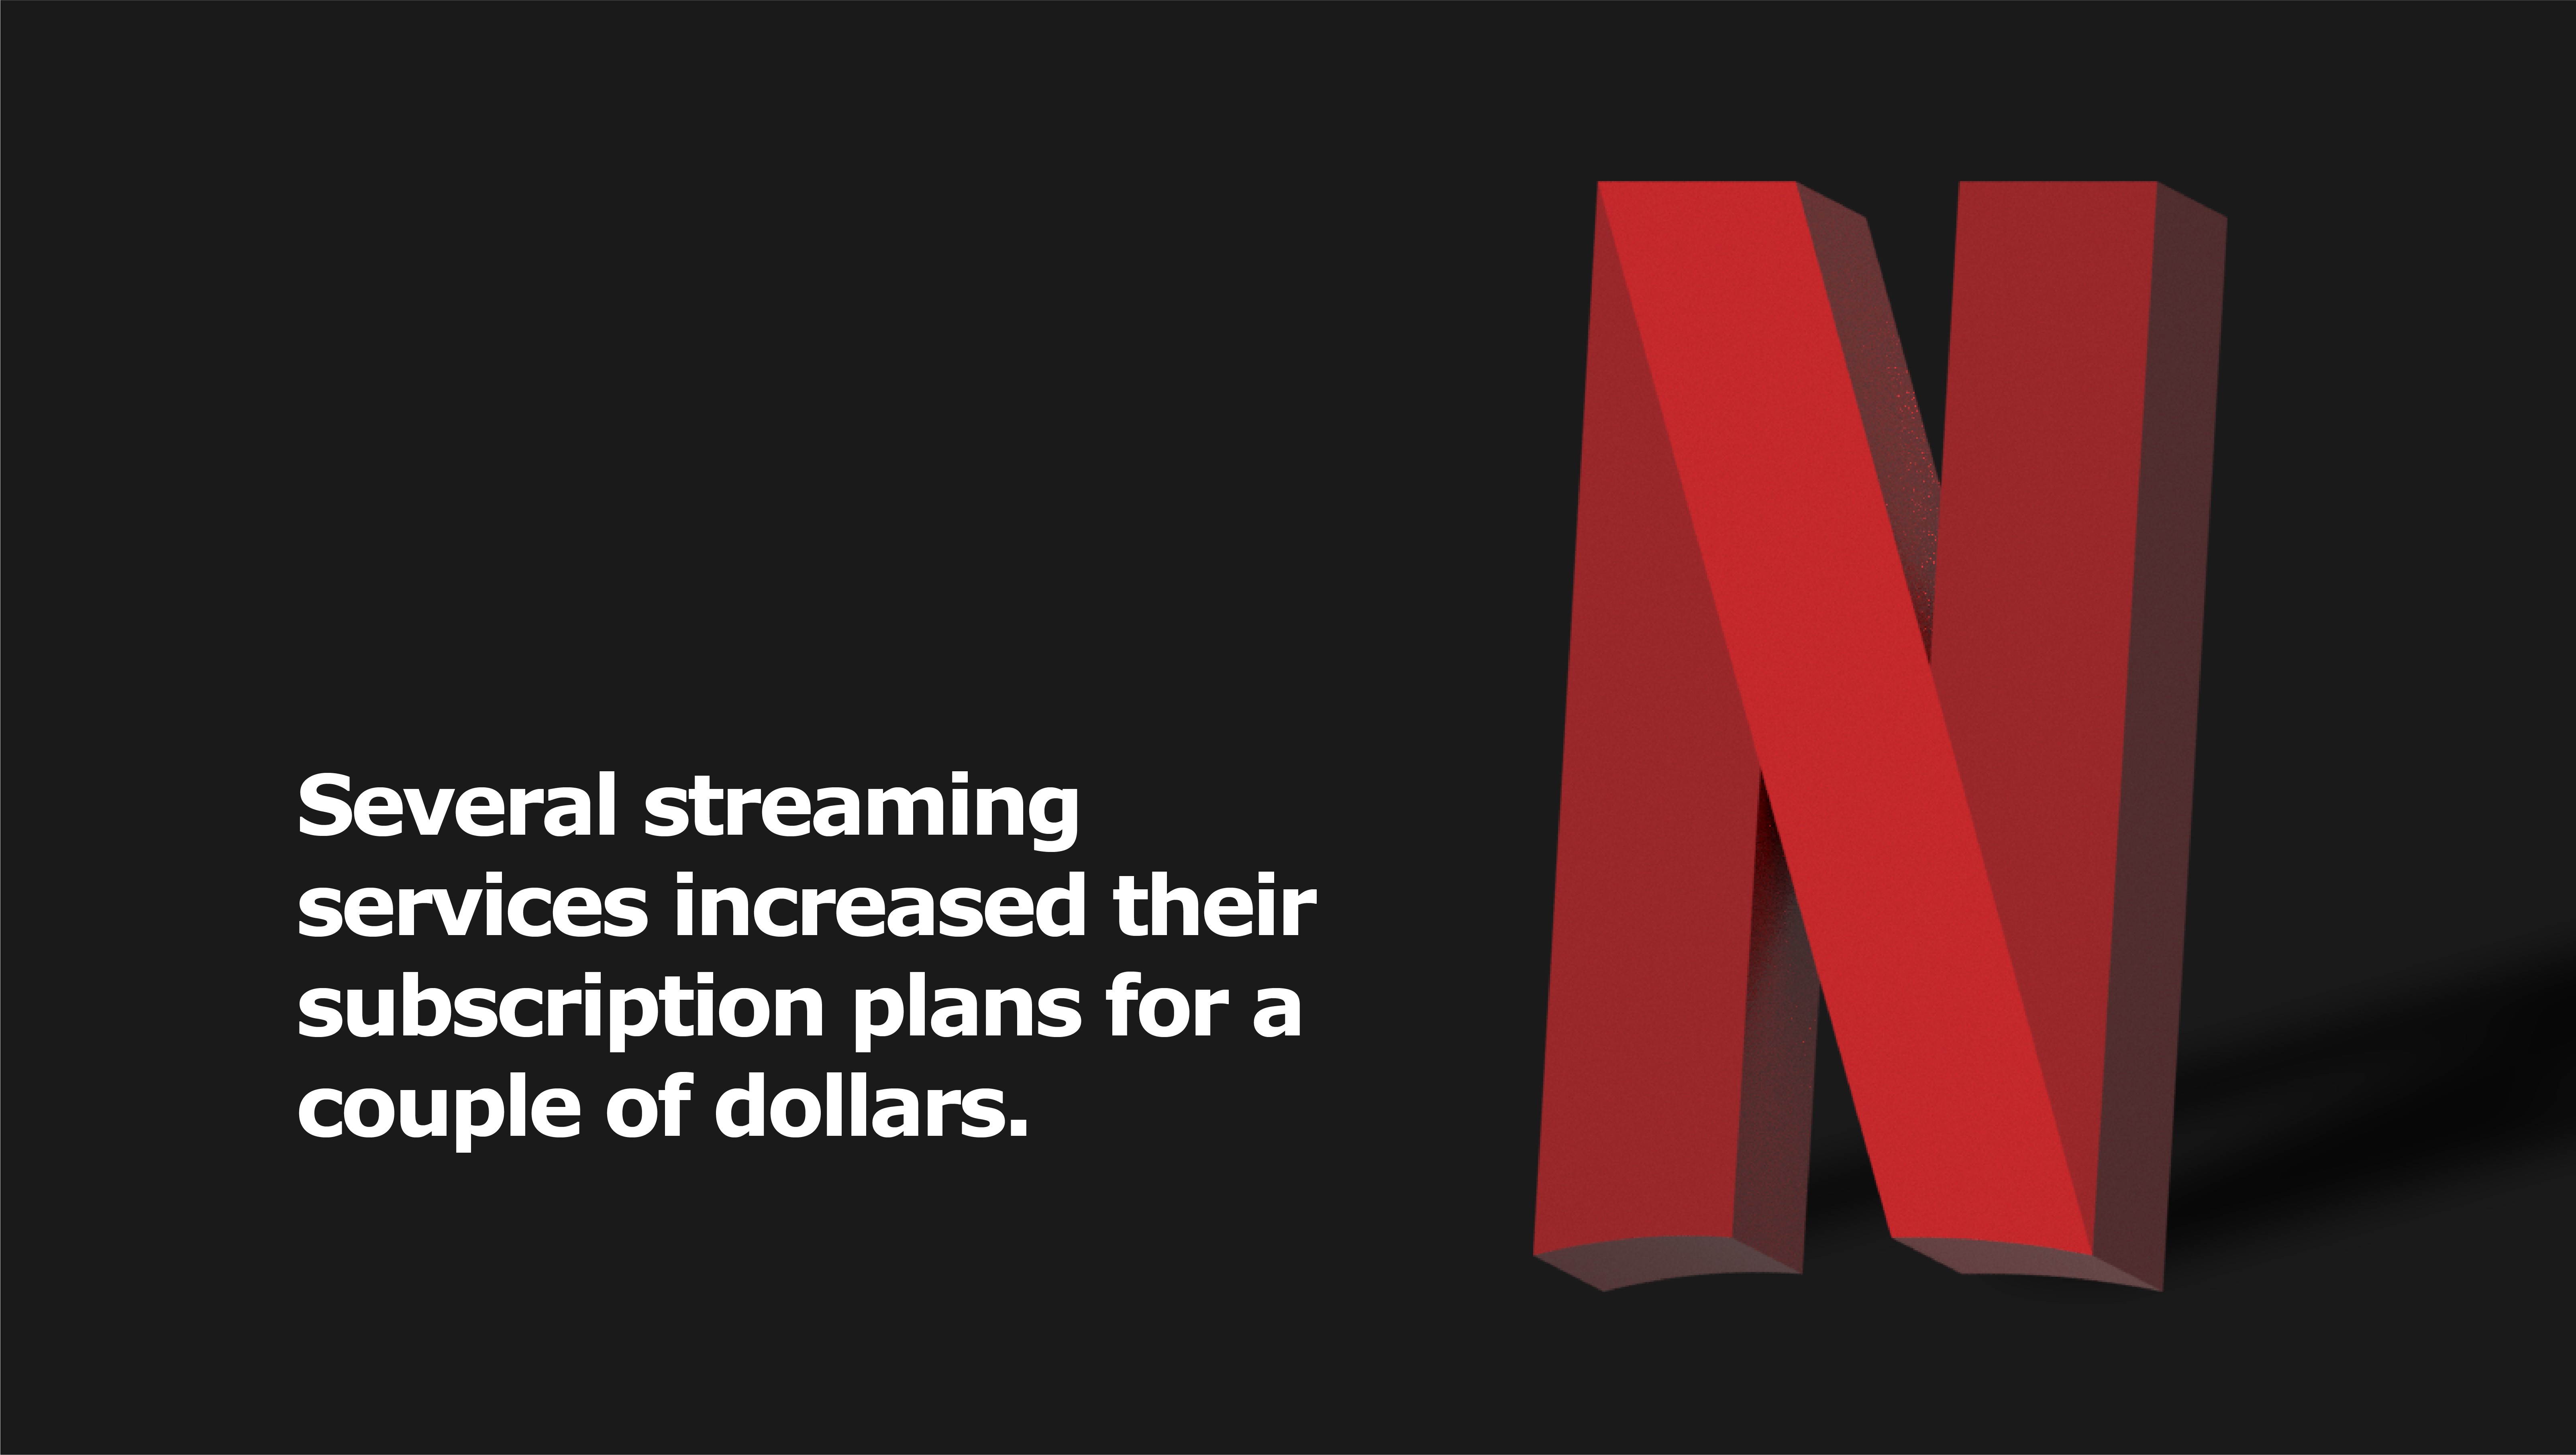 Several streaming
services increased their
subscription plans for a
couple of dollars.
N